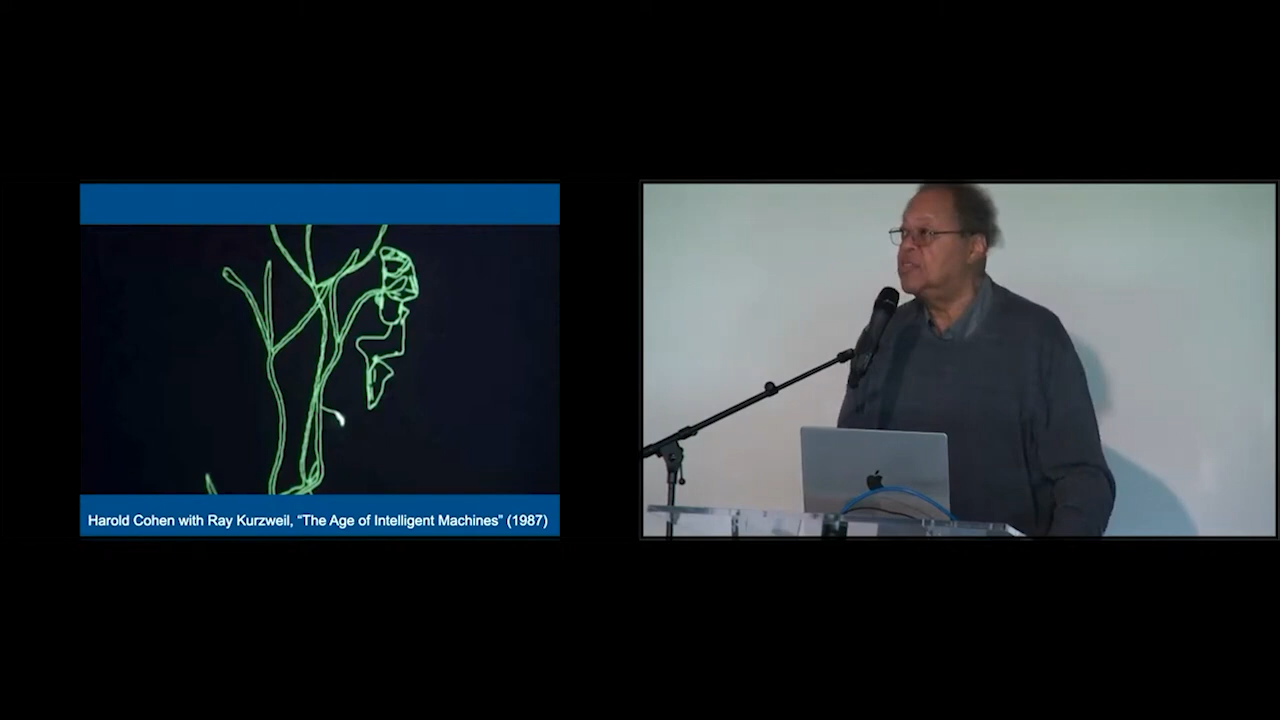 Harold Cohen with Ray Kurzweil, “The Age of Intelligent Machines” (1987)